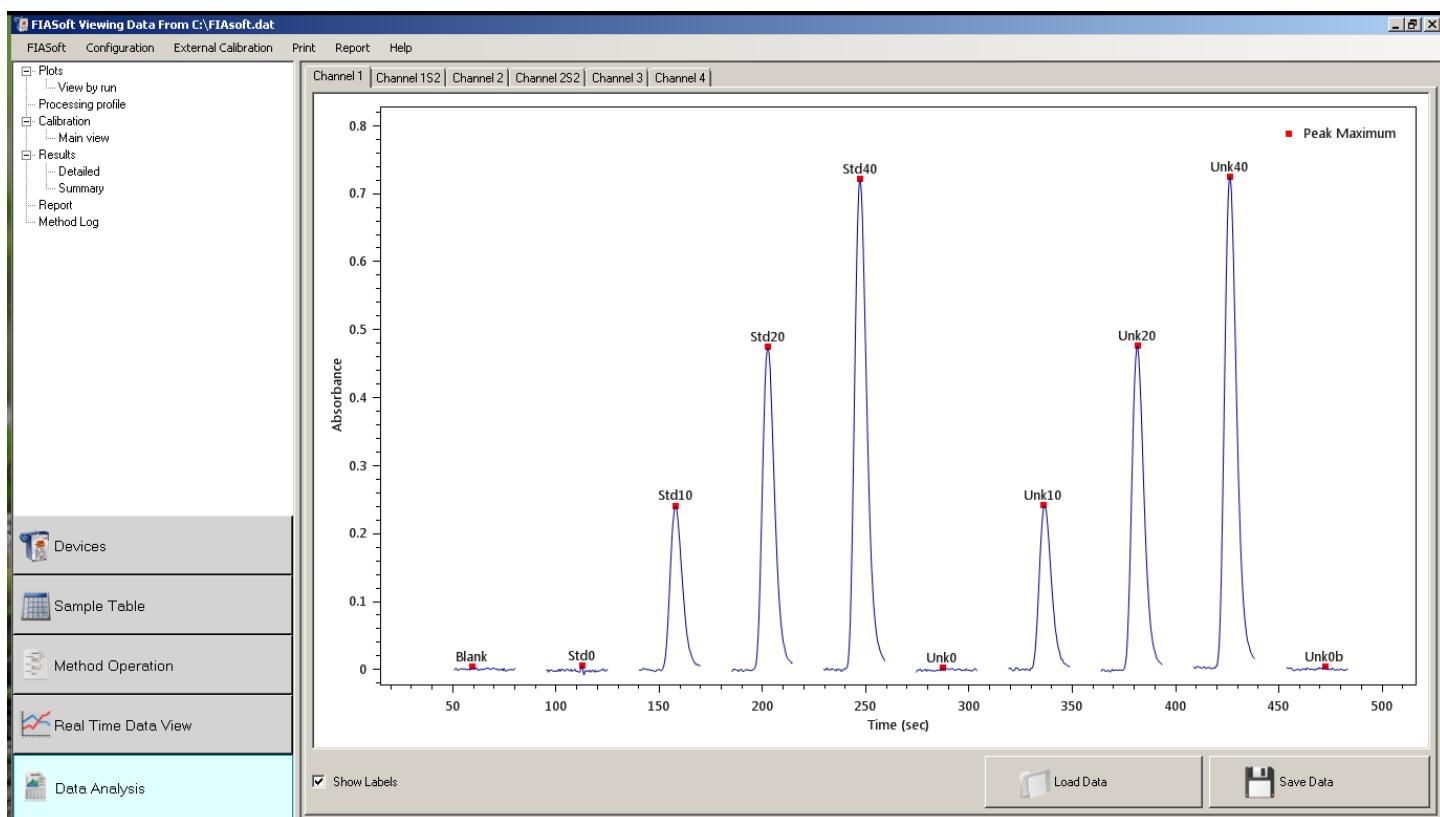 FIASoft Viewing Data From C:\FIAsoft.dat
FIASoft Configuration External Calibration Print Report Help
Plots
View by run
Processing profile
Calibration
Main view
Results
Detailed
Summary
Report
Method Log
Devices
Sample Table
Method Operation
Real Time Data View
Data Analysis
Channel 1 Channel 1S2 Channel 2 Channel 2S2 Channel 3 Channel 4
Peak Maximum
Absorbance
0.8
0.7
0.6
0.5
0.4
0.3
0.2
0.1
0
Blank
Std0
Std10
Std20
Std40
Unk0
Unk10
Unk20
Unk40
Unk0b
50 100 150 200 250 300 350 400 450 500
Time (sec)
Show Labels
Load Data
Save Data